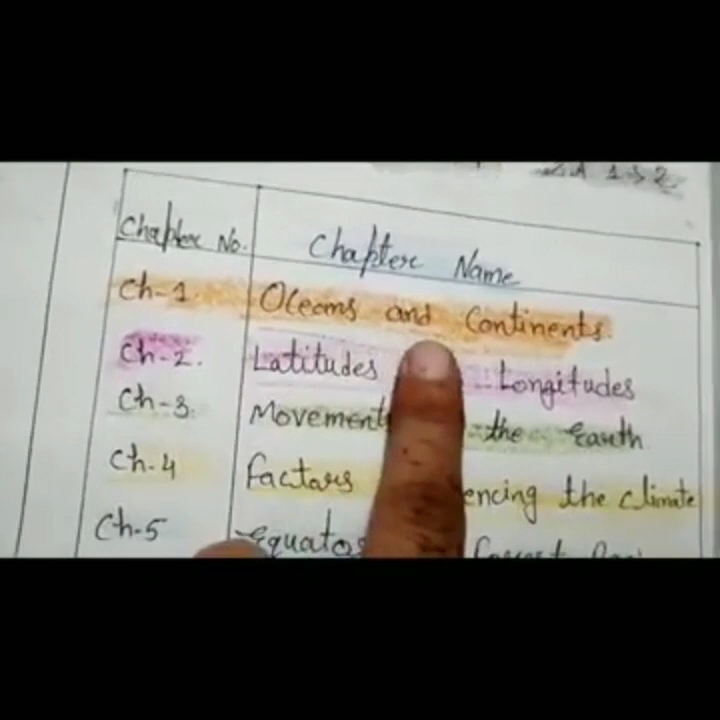 Chapter No. Chapter Name
Ch-1. Oceans and Continents.
Ch-2. Latitudes Longitudes
Ch-3. Movement the Earth
Ch-4 Factors encing the climate
Ch-5 Equator